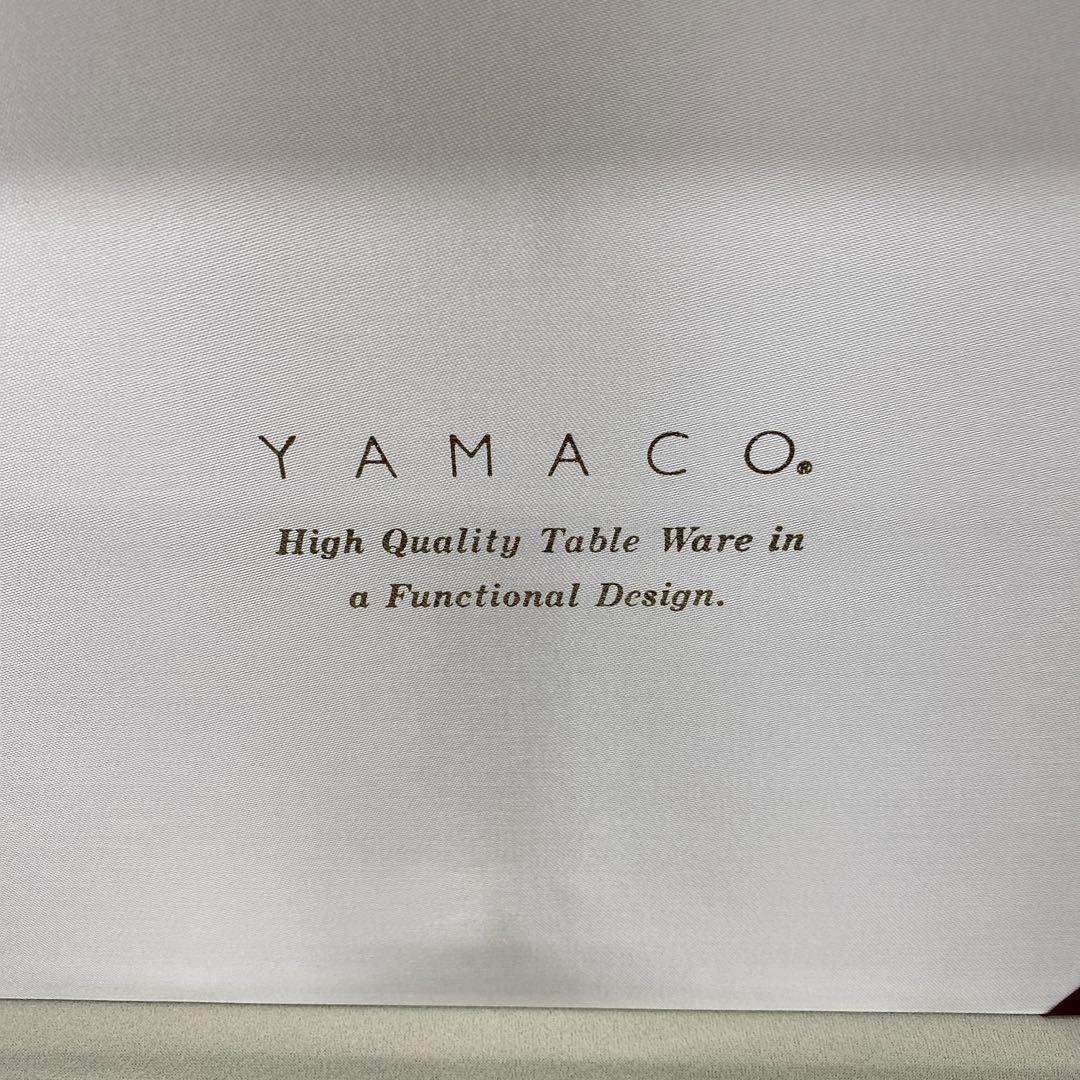 YAMACO®
High Quality Table Ware in
a Functional Design.